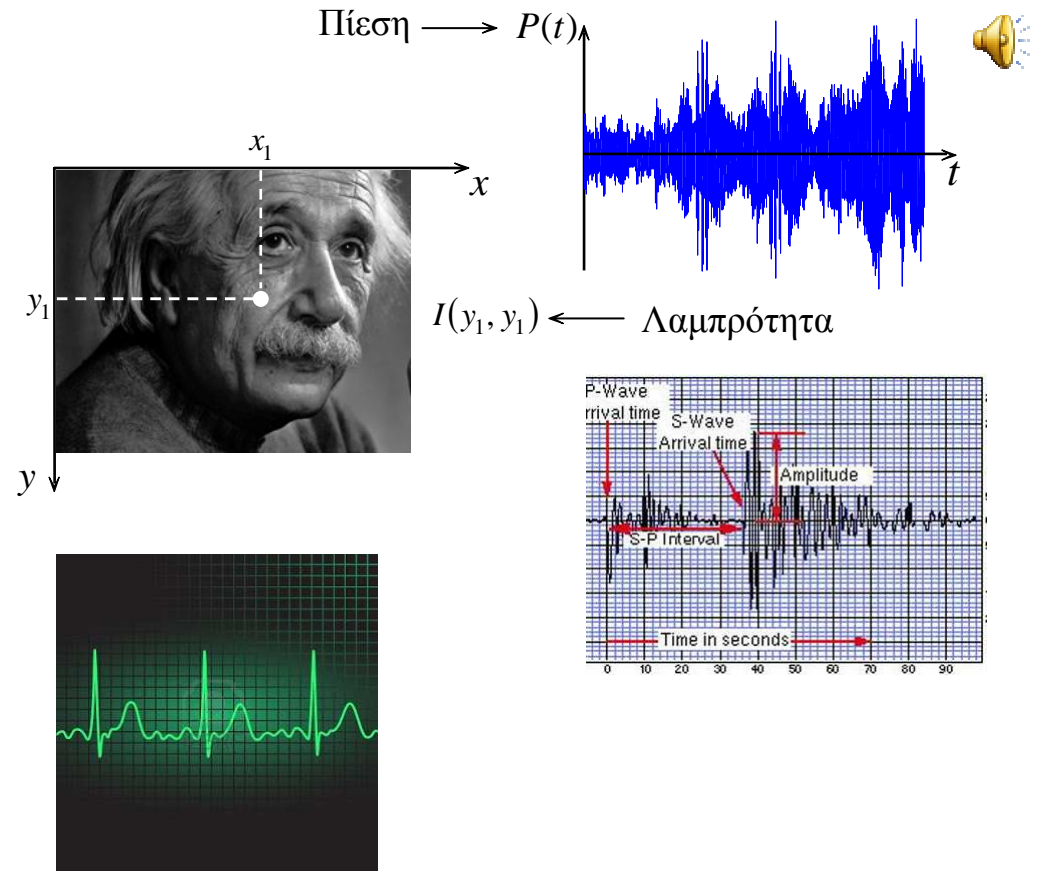 Πίεση → P(t)
t
x₁
x
y₁
y
I(y₁, y₁) ← Λαμπρότητα
P-Wave
rrival time
S-Wave
Arrival time
Amplitude
S-P Interval
Time in seconds
0 10 20 30 40 50 60 70 80 90